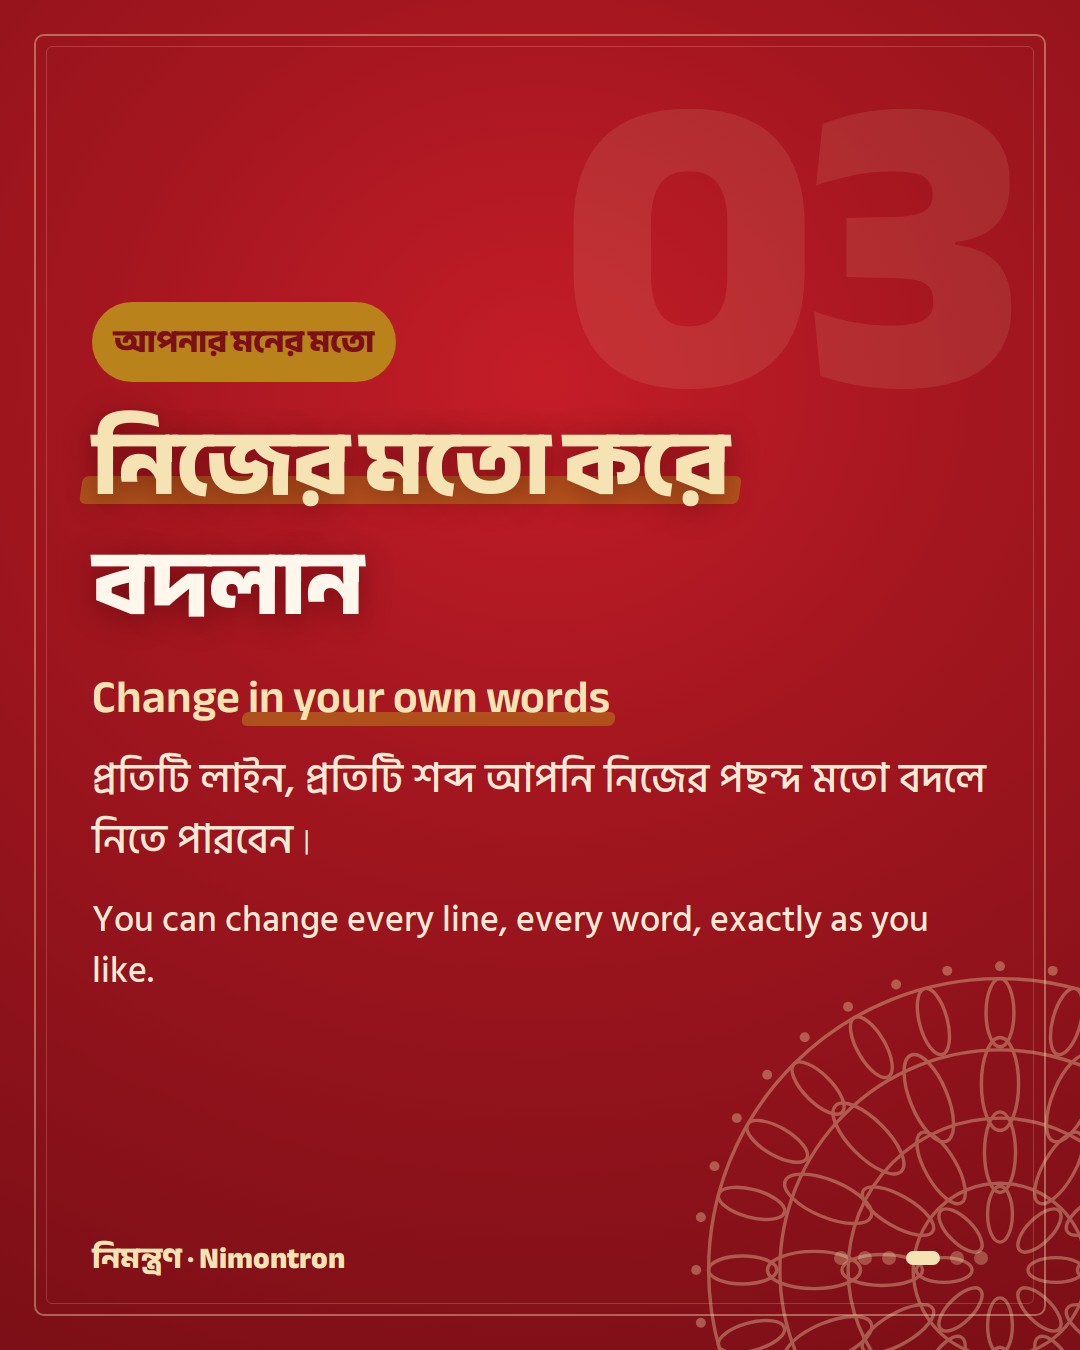 03
আপনার মনের মতো
নিজের মতো করে
বদলান
Change in your own words
প্রতিটি লাইন, প্রতিটি শব্দ আপনি নিজের পছন্দ মতো বদলে
নিতে পারবেন।
You can change every line, every word, exactly as you
like.
নিমন্ত্রণ · Nimontron